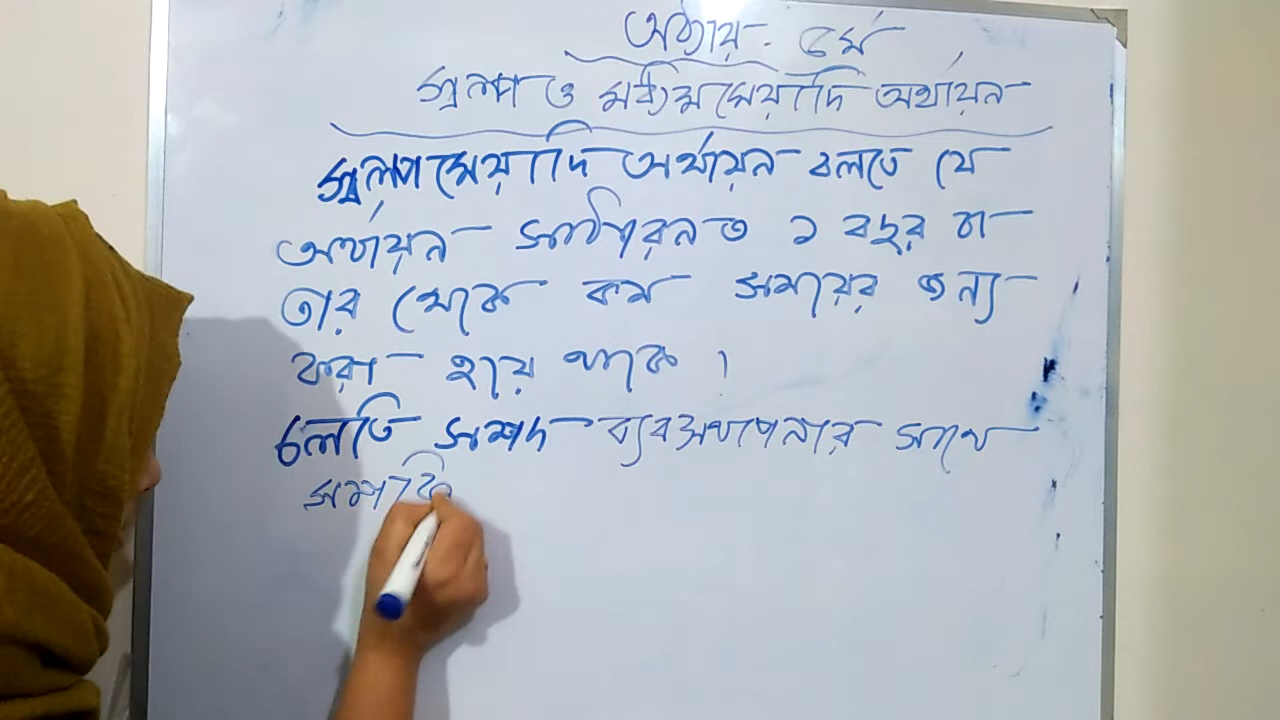 অধ্যায়: ৫ম
স্বল্প ও মধ্যমমেয়াদি অর্থায়ন
স্বল্পমেয়াদি অর্থায়ন বলতে যে
অর্থায়ন সাধারনত ১ বছর বা
তার থেকে কম সময়ের জন্য
করা হয়ে থাকে ।
চলতি সম্পদ ব্যবস্থাপনার সাথে